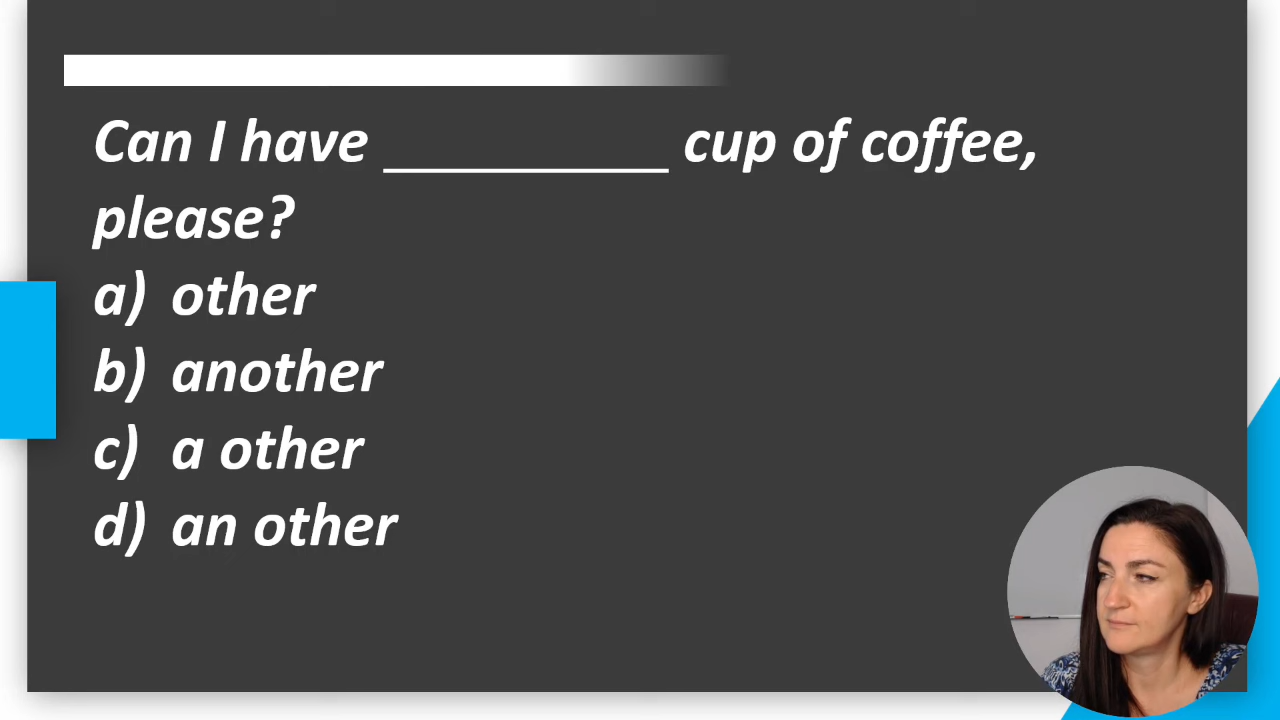 Can I have __________ cup of coffee,
please?
a) other
b) another
c) a other
d) an other